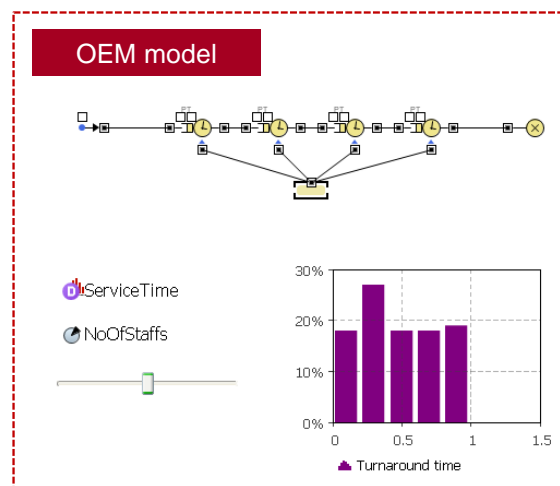 OEM model
PT PT PT PT
ServiceTime
NoOfStaffs
30%
20%
10%
0%
0 0.5 1 1.5
Turnaround time